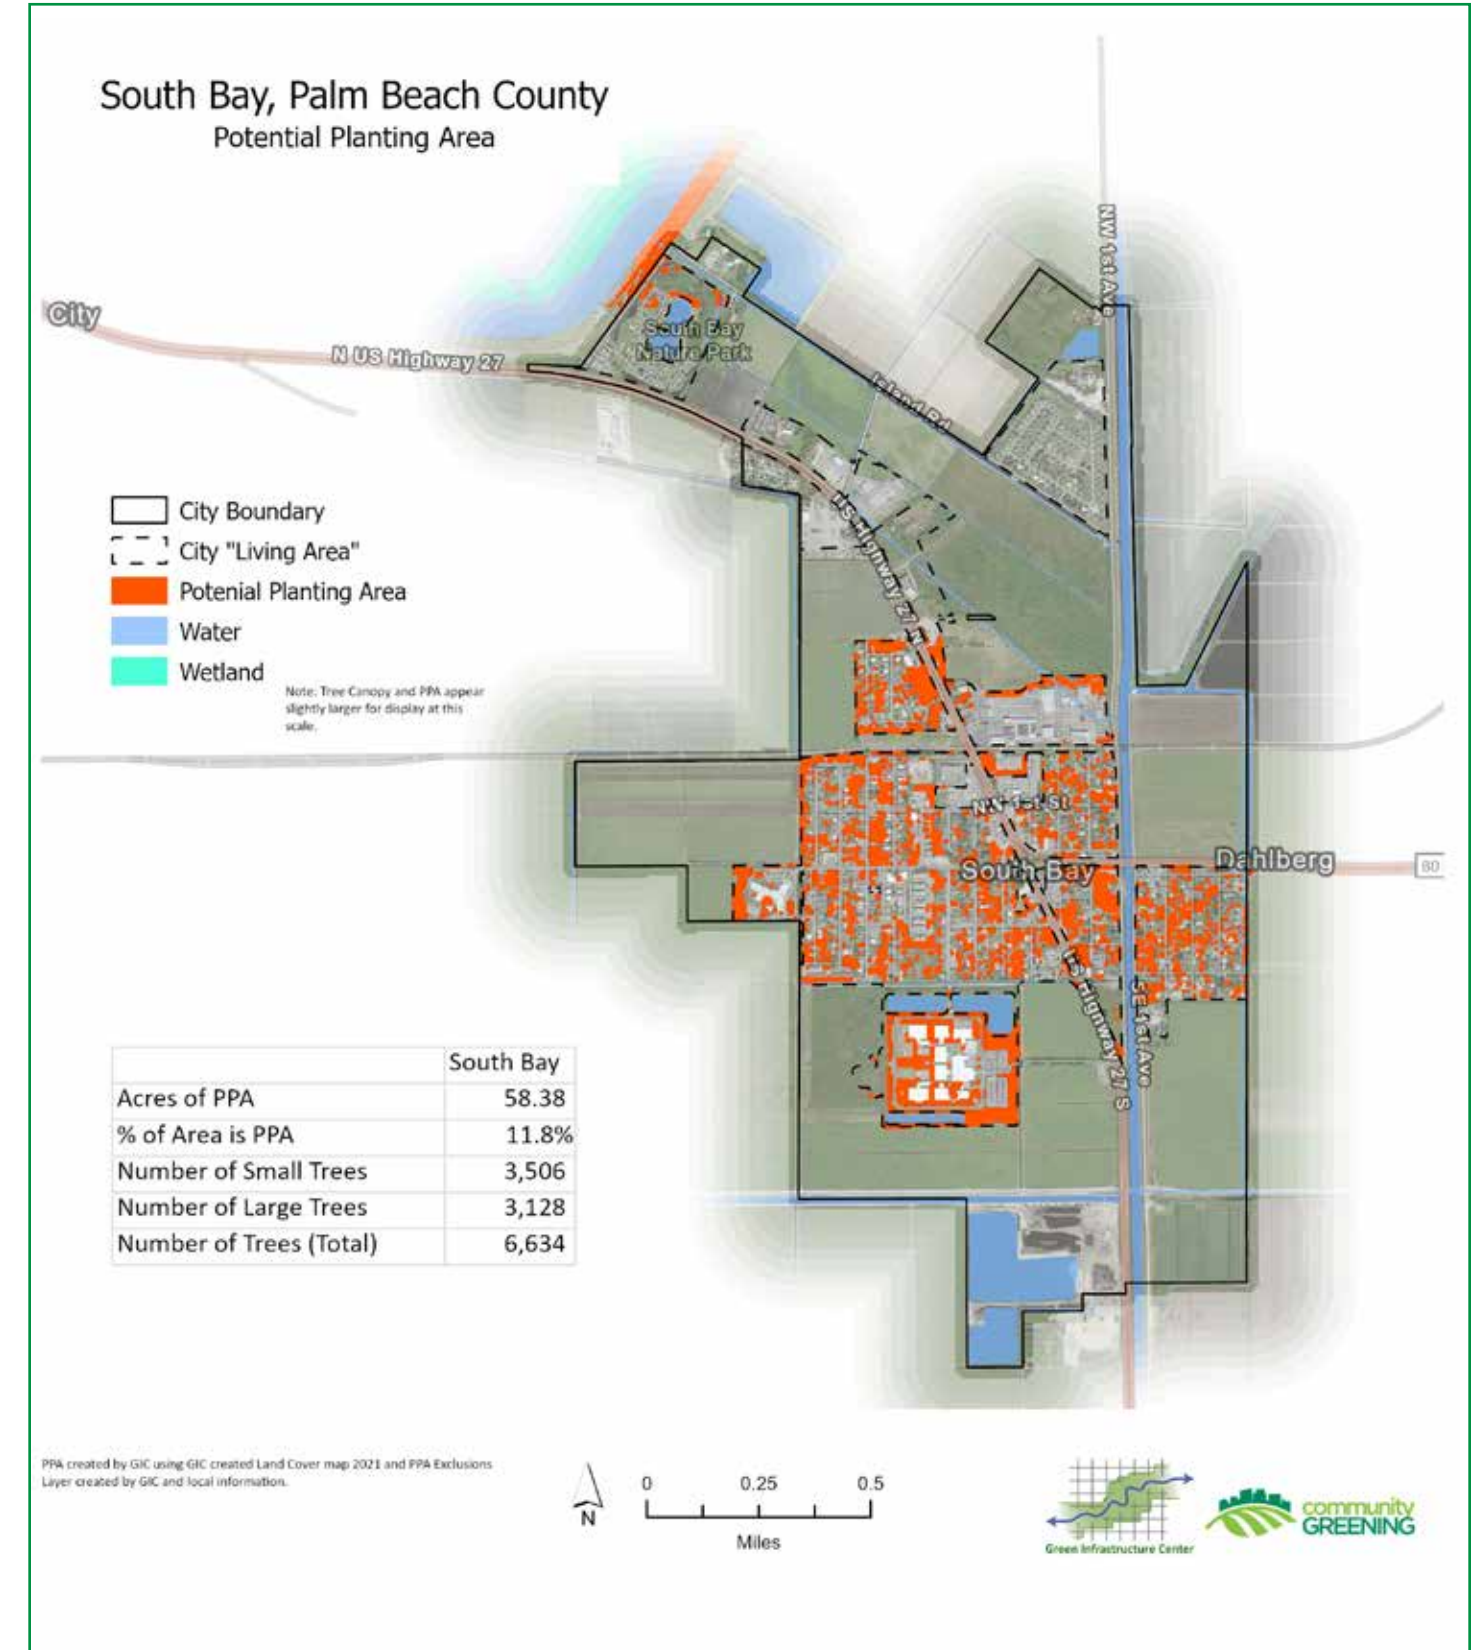 South Bay, Palm Beach County
Potential Planting Area
NW 1st Ave
City
N US Highway 27
South Bay
Nature Park
Island Rd
City Boundary
City "Living Area"
Potenial Planting Area
Water
Wetland
Note: Tree Canopy and PPA appear
slightly larger for display at this
scale.
US Highway 27 N
NW 1st St
South Bay
Dahlberg
80
US Highway 27 S
SE 1st Ave
South Bay
Acres of PPA 58.38
% of Area is PPA 11.8%
Number of Small Trees 3,506
Number of Large Trees 3,128
Number of Trees (Total) 6,634
PPA created by GIC using GIC created Land Cover map 2021 and PPA Exclusions
Layer created by GIC and local information.
N
0 0.25 0.5
Miles
Green Infrastructure Center
community
GREENING